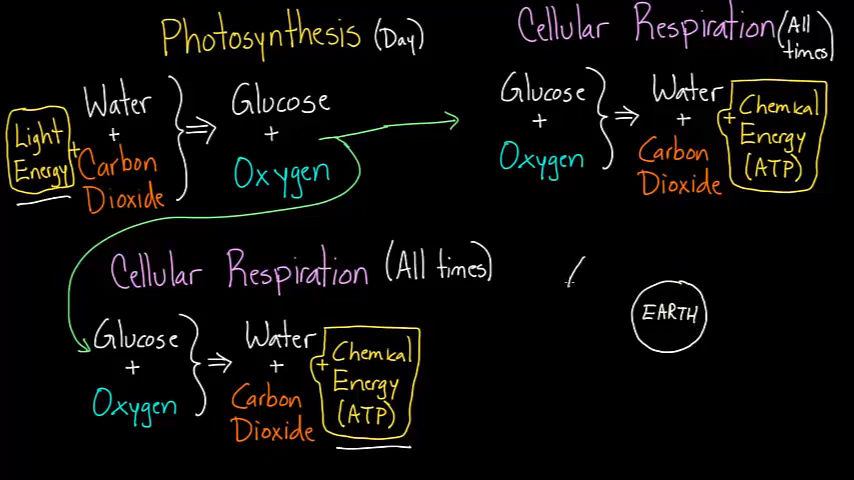 Photosynthesis (Day)
Light
Energy
+
Water
+
Carbon
Dioxide
⇒
Glucose
+
Oxygen
Cellular Respiration (All
times)
Glucose
+
Oxygen
⇒
Water
+
Carbon
Dioxide
+
Chemical
Energy
(ATP)
Cellular Respiration (All times)
Glucose
+
Oxygen
⇒
Water
+
Carbon
Dioxide
+
Chemical
Energy
(ATP)
EARTH